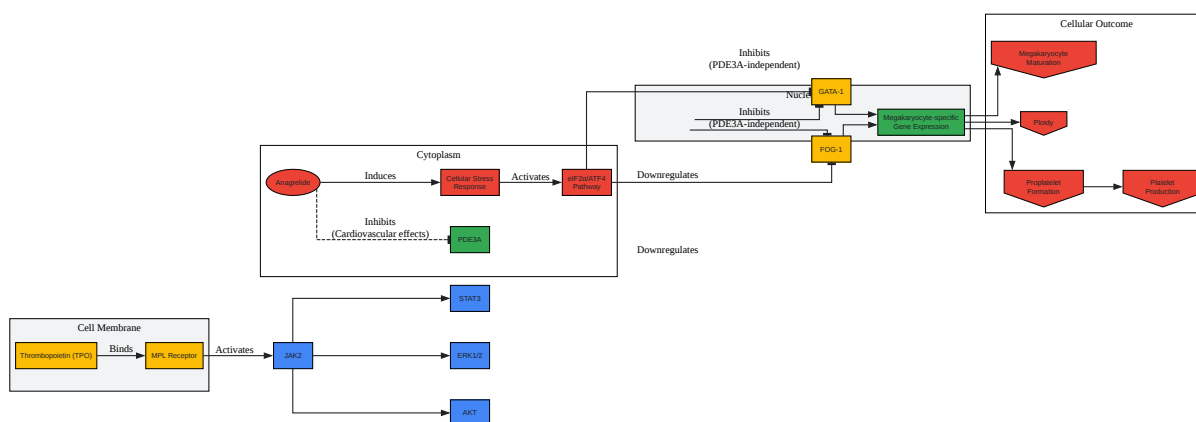 Cellular Outcome
Megakaryocyte
Maturation
Inhibits
(PDE3A-independent)
GATA-1
Nucle
Inhibits
(PDE3A-independent)
Megakaryocyte-specific
Gene Expression
Ploidy
FOG-1
Cytoplasm
Anagrelide
Induces
Cellular Stress
Response
Activates
eIF2α/ATF4
Pathway
Downregulates
Proplatelet
Formation
Platelet
Production
Inhibits
(Cardiovascular effects)
PDE3A
Downregulates
STAT3
Cell Membrane
Thrombopoietin (TPO)
Binds
MPL Receptor
Activates
JAK2
ERK1/2
AKT